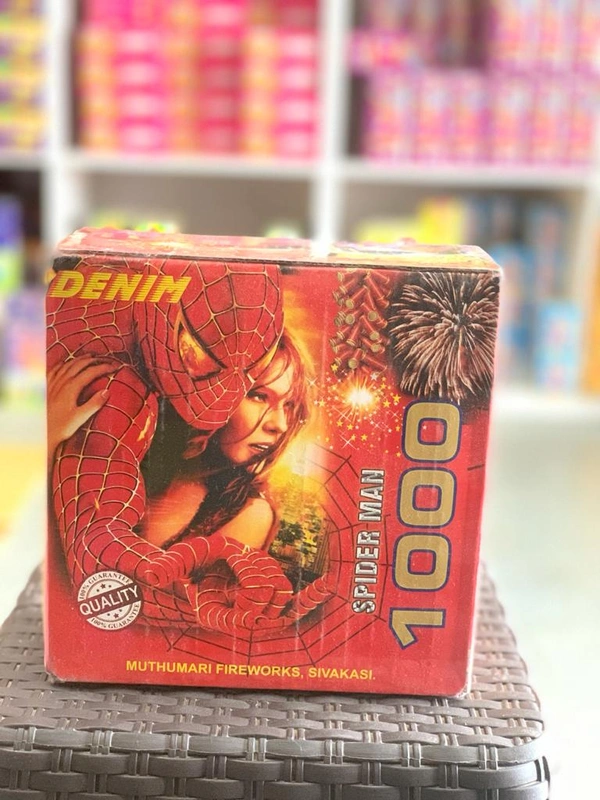 DENIM
SPIDER MAN
1000
100% GUARANTEE
QUALITY
100% GUARANTEE
MUTHUMARI FIREWORKS, SIVAKASI.